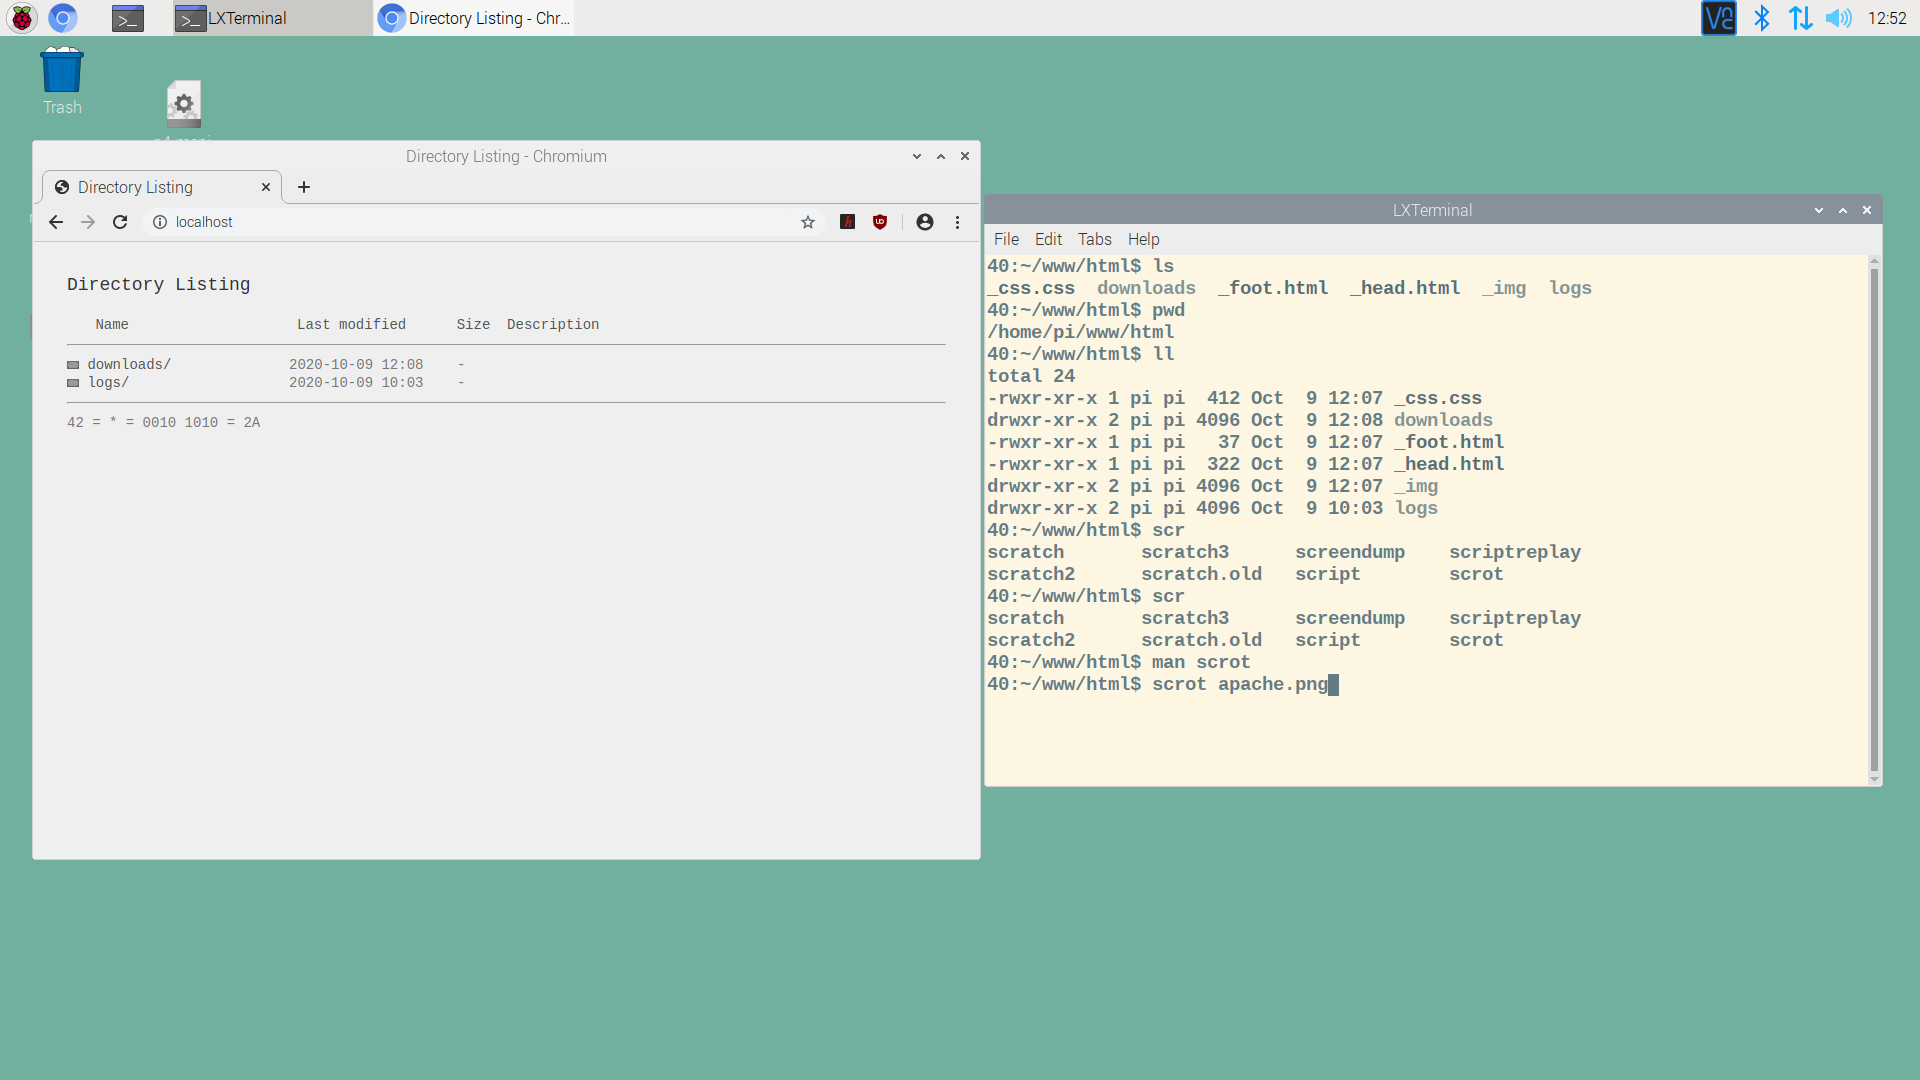 LXTerminal
Directory Listing - Chr...
12:52
Trash
Directory Listing - Chromium
Directory Listing
localhost
Directory Listing
Name Last modified Size Description
downloads/ 2020-10-09 12:08 -
logs/ 2020-10-09 10:03 -
42 = * = 0010 1010 = 2A
LXTerminal
File Edit Tabs Help
40:~/www/html$ ls
_css.css downloads _foot.html _head.html _img logs
40:~/www/html$ pwd
/home/pi/www/html
40:~/www/html$ ll
total 24
-rwxr-xr-x 1 pi pi 412 Oct 9 12:07 _css.css
drwxr-xr-x 2 pi pi 4096 Oct 9 12:08 downloads
-rwxr-xr-x 1 pi pi 37 Oct 9 12:07 _foot.html
-rwxr-xr-x 1 pi pi 322 Oct 9 12:07 _head.html
drwxr-xr-x 2 pi pi 4096 Oct 9 12:07 _img
drwxr-xr-x 2 pi pi 4096 Oct 9 10:03 logs
40:~/www/html$ scr
scratch scratch3 screendump scriptreplay
scratch2 scratch.old script scrot
40:~/www/html$ scr
scratch scratch3 screendump scriptreplay
scratch2 scratch.old script scrot
40:~/www/html$ man scrot
40:~/www/html$ scrot apache.png